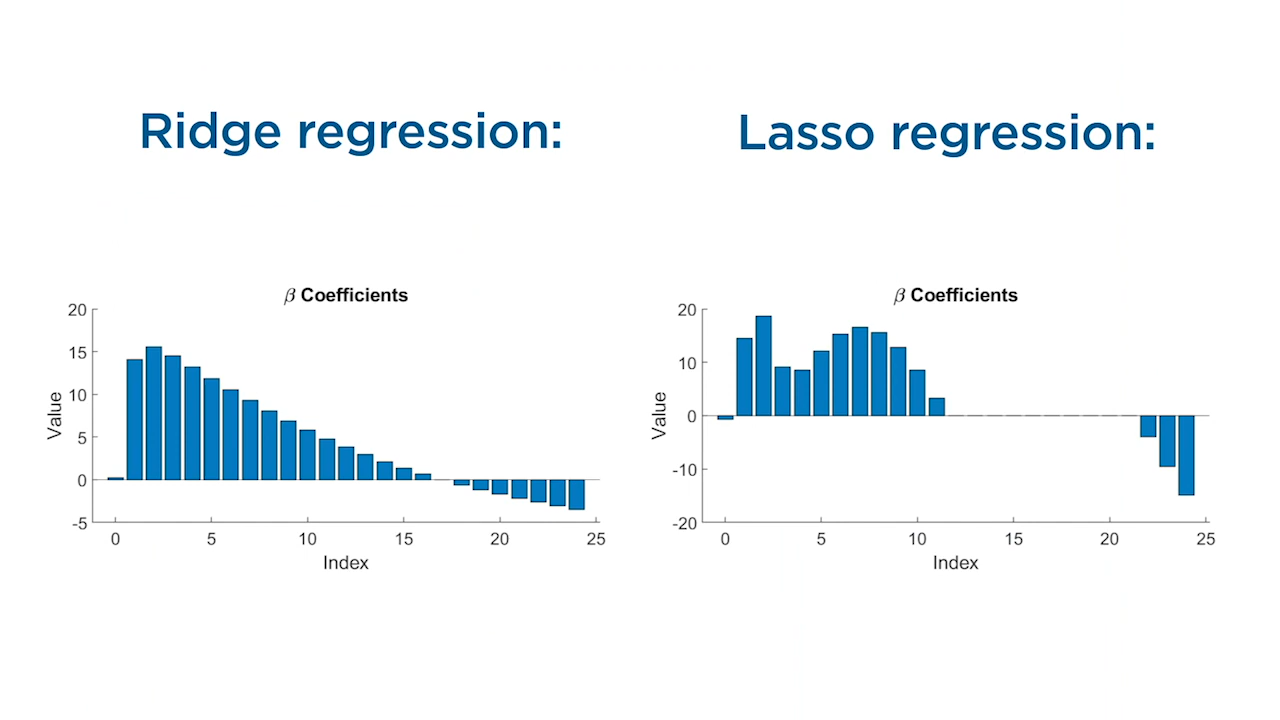 Ridge regression:
Lasso regression:
β Coefficients
20
15
10
5
0
-5
Value
0 5 10 15 20 25
Index
β Coefficients
20
10
0
-10
-20
Value
0 5 10 15 20 25
Index